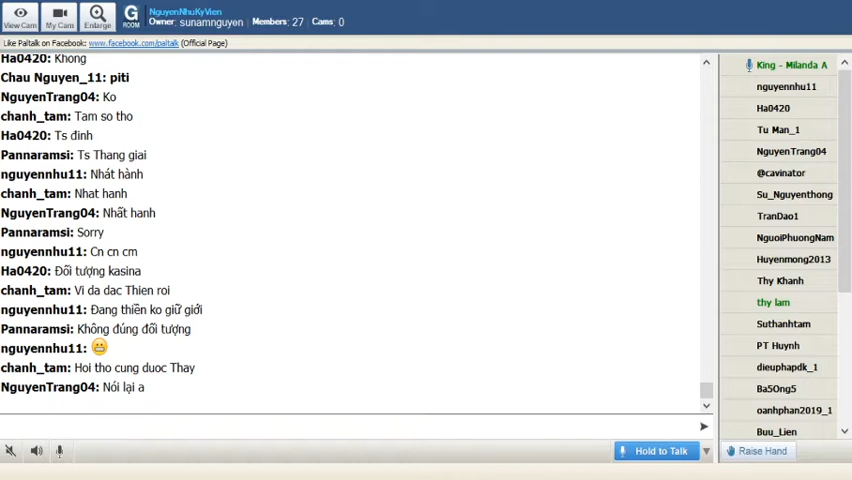 View Cam
My Cam
Enlarge
G
ROOM
NguyenNhuKyVien
Owner: sunamnguyen   Members: 27   Cams: 0
Like Paltalk on Facebook: www.facebook.com/paltalk (Official Page)
Ha0420: Không
Chau Nguyen_11: piti
NguyenTrang04: Ko
chanh_tam: Tam so tho
Ha0420: Ts đinh
Pannaramsi: Ts Thang giai
nguyennhu11: Nhát hành
chanh_tam: Nhat hanh
NguyenTrang04: Nhất hanh
Pannaramsi: Sorry
nguyennhu11: Cn cn cm
Ha0420: Đối tượng kasina
chanh_tam: Vi da dac Thien roi
nguyennhu11: Đang thiền ko giữ giới
Pannaramsi: Không đúng đối tượng
nguyennhu11:
chanh_tam: Hoi tho cung duoc Thay
NguyenTrang04: Nói lại a
Hold to Talk
King - Milanda A
nguyennhu11
Ha0420
Tu Man_1
NguyenTrang04
@cavinator
Su_Nguyenthong
TranDao1
NguoiPhuongNam
Huyenmong2013
Thy Khanh
thy lam
Suthanhtam
PT Huynh
dieuphapdk_1
Ba5Ong5
oanhphan2019_1
Buu_Lien
Raise Hand